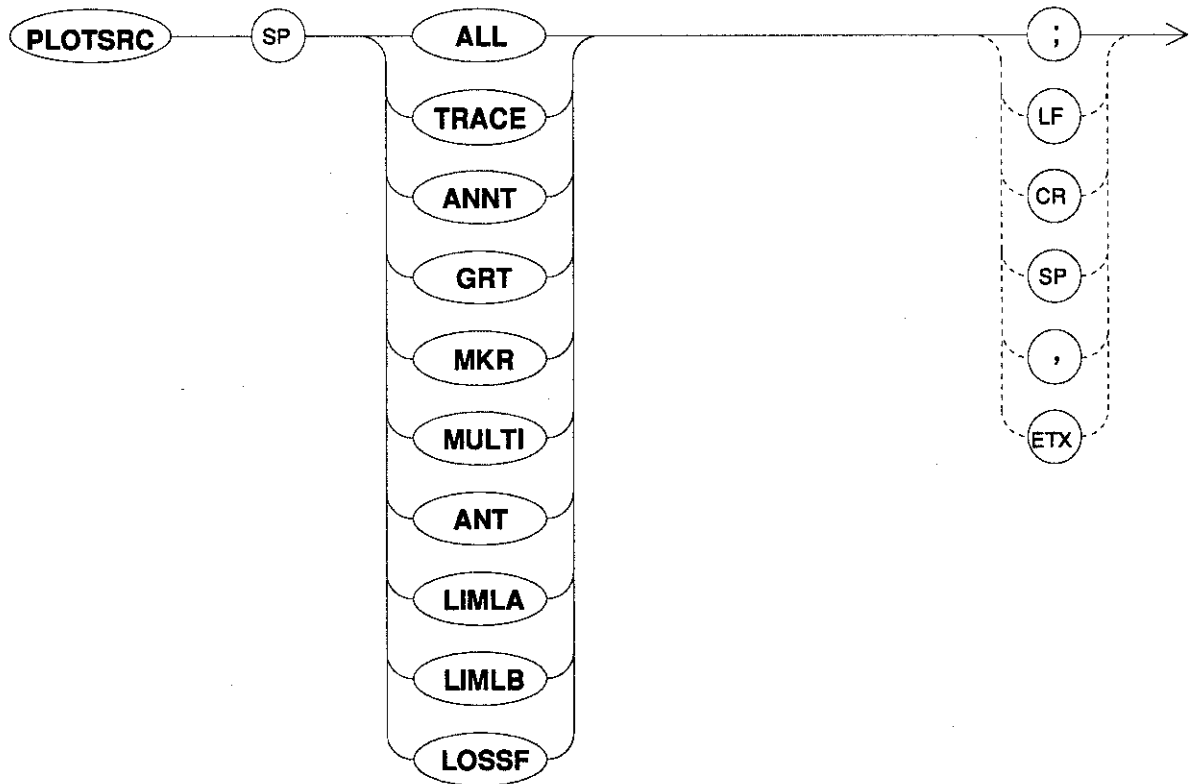 PLOTSRC SP ALL ;
TRACE LF
ANNT CR
GRT SP
MKR ,
MULTI ETX
ANT
LIMLA
LIMLB
LOSSF